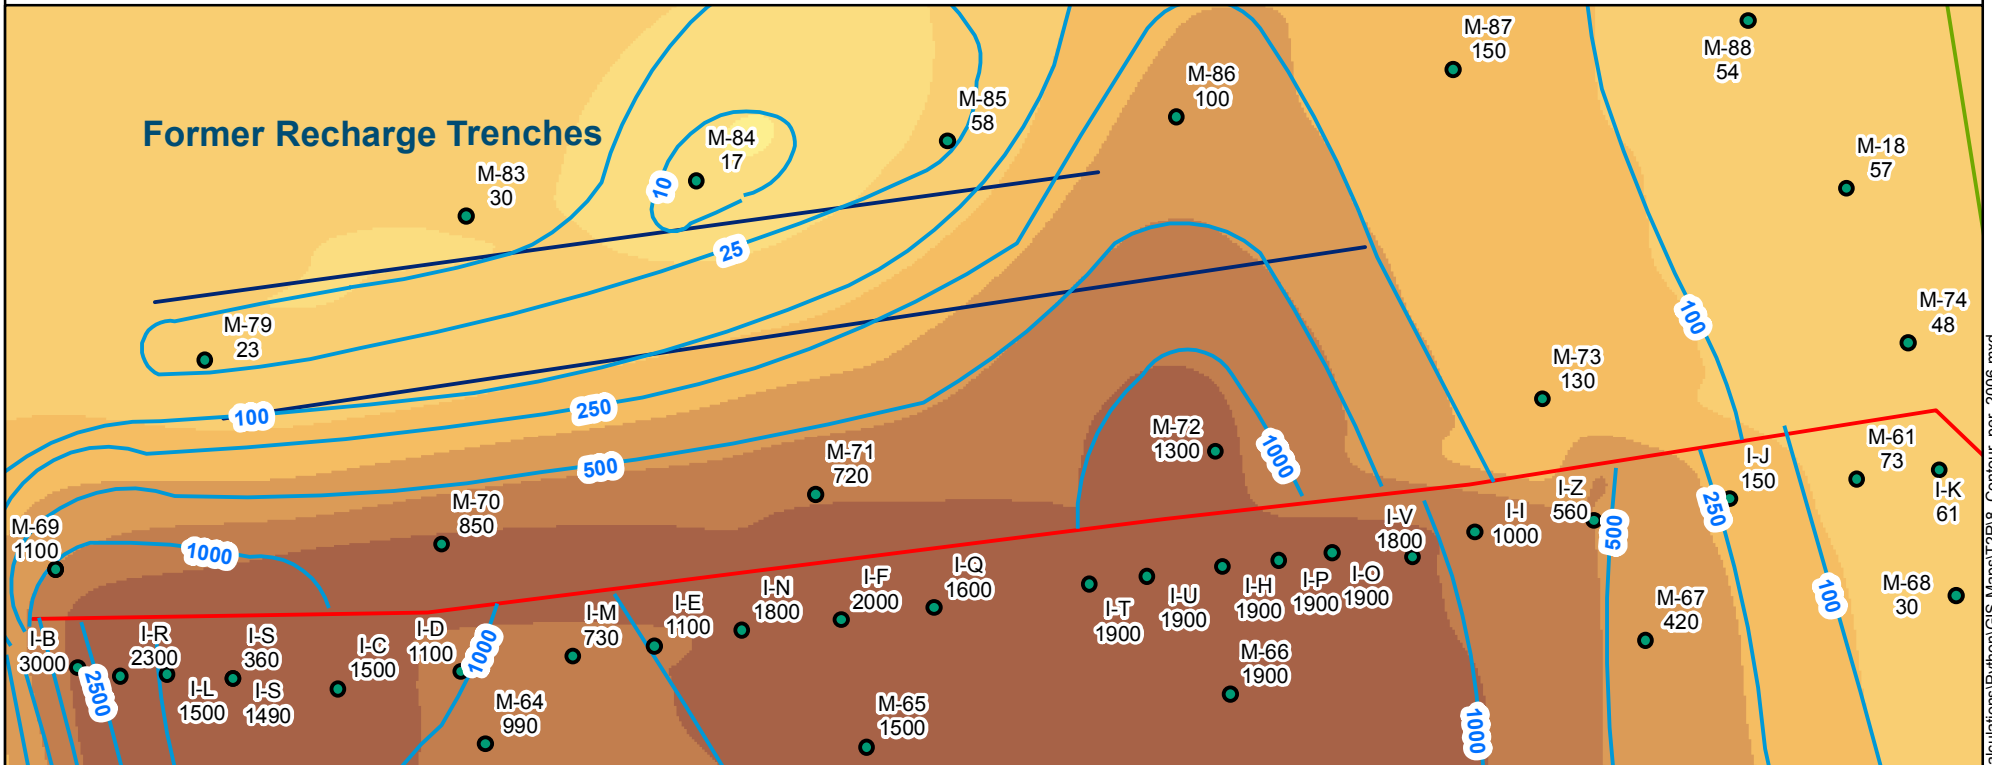 M-87
150
M-88
54
M-86
100
M-85
58
Former Recharge Trenches
M-84
17
M-83
30
10
M-18
57
25
M-74
48
100
M-79
23
M-73
130
100
250
500
M-72
1300
1000
M-71
720
M-61
73
I-J
150
I-K
61
M-70
850
I-Z
560
250
I-I
1000
500
I-V
1800
M-69
1100
1000
I-Q
1600
I-F
2000
I-N
1800
I-E
1100
I-M
730
I-T
1900
I-U
1900
I-H
1900
I-P
1900
I-O
1900
M-67
420
100
M-68
30
I-B
3000
I-R
2300
I-S
360
I-C
1500
I-D
1100
1000
2500
I-L
1500
I-S
1490
M-64
990
M-65
1500
M-66
1900
1000